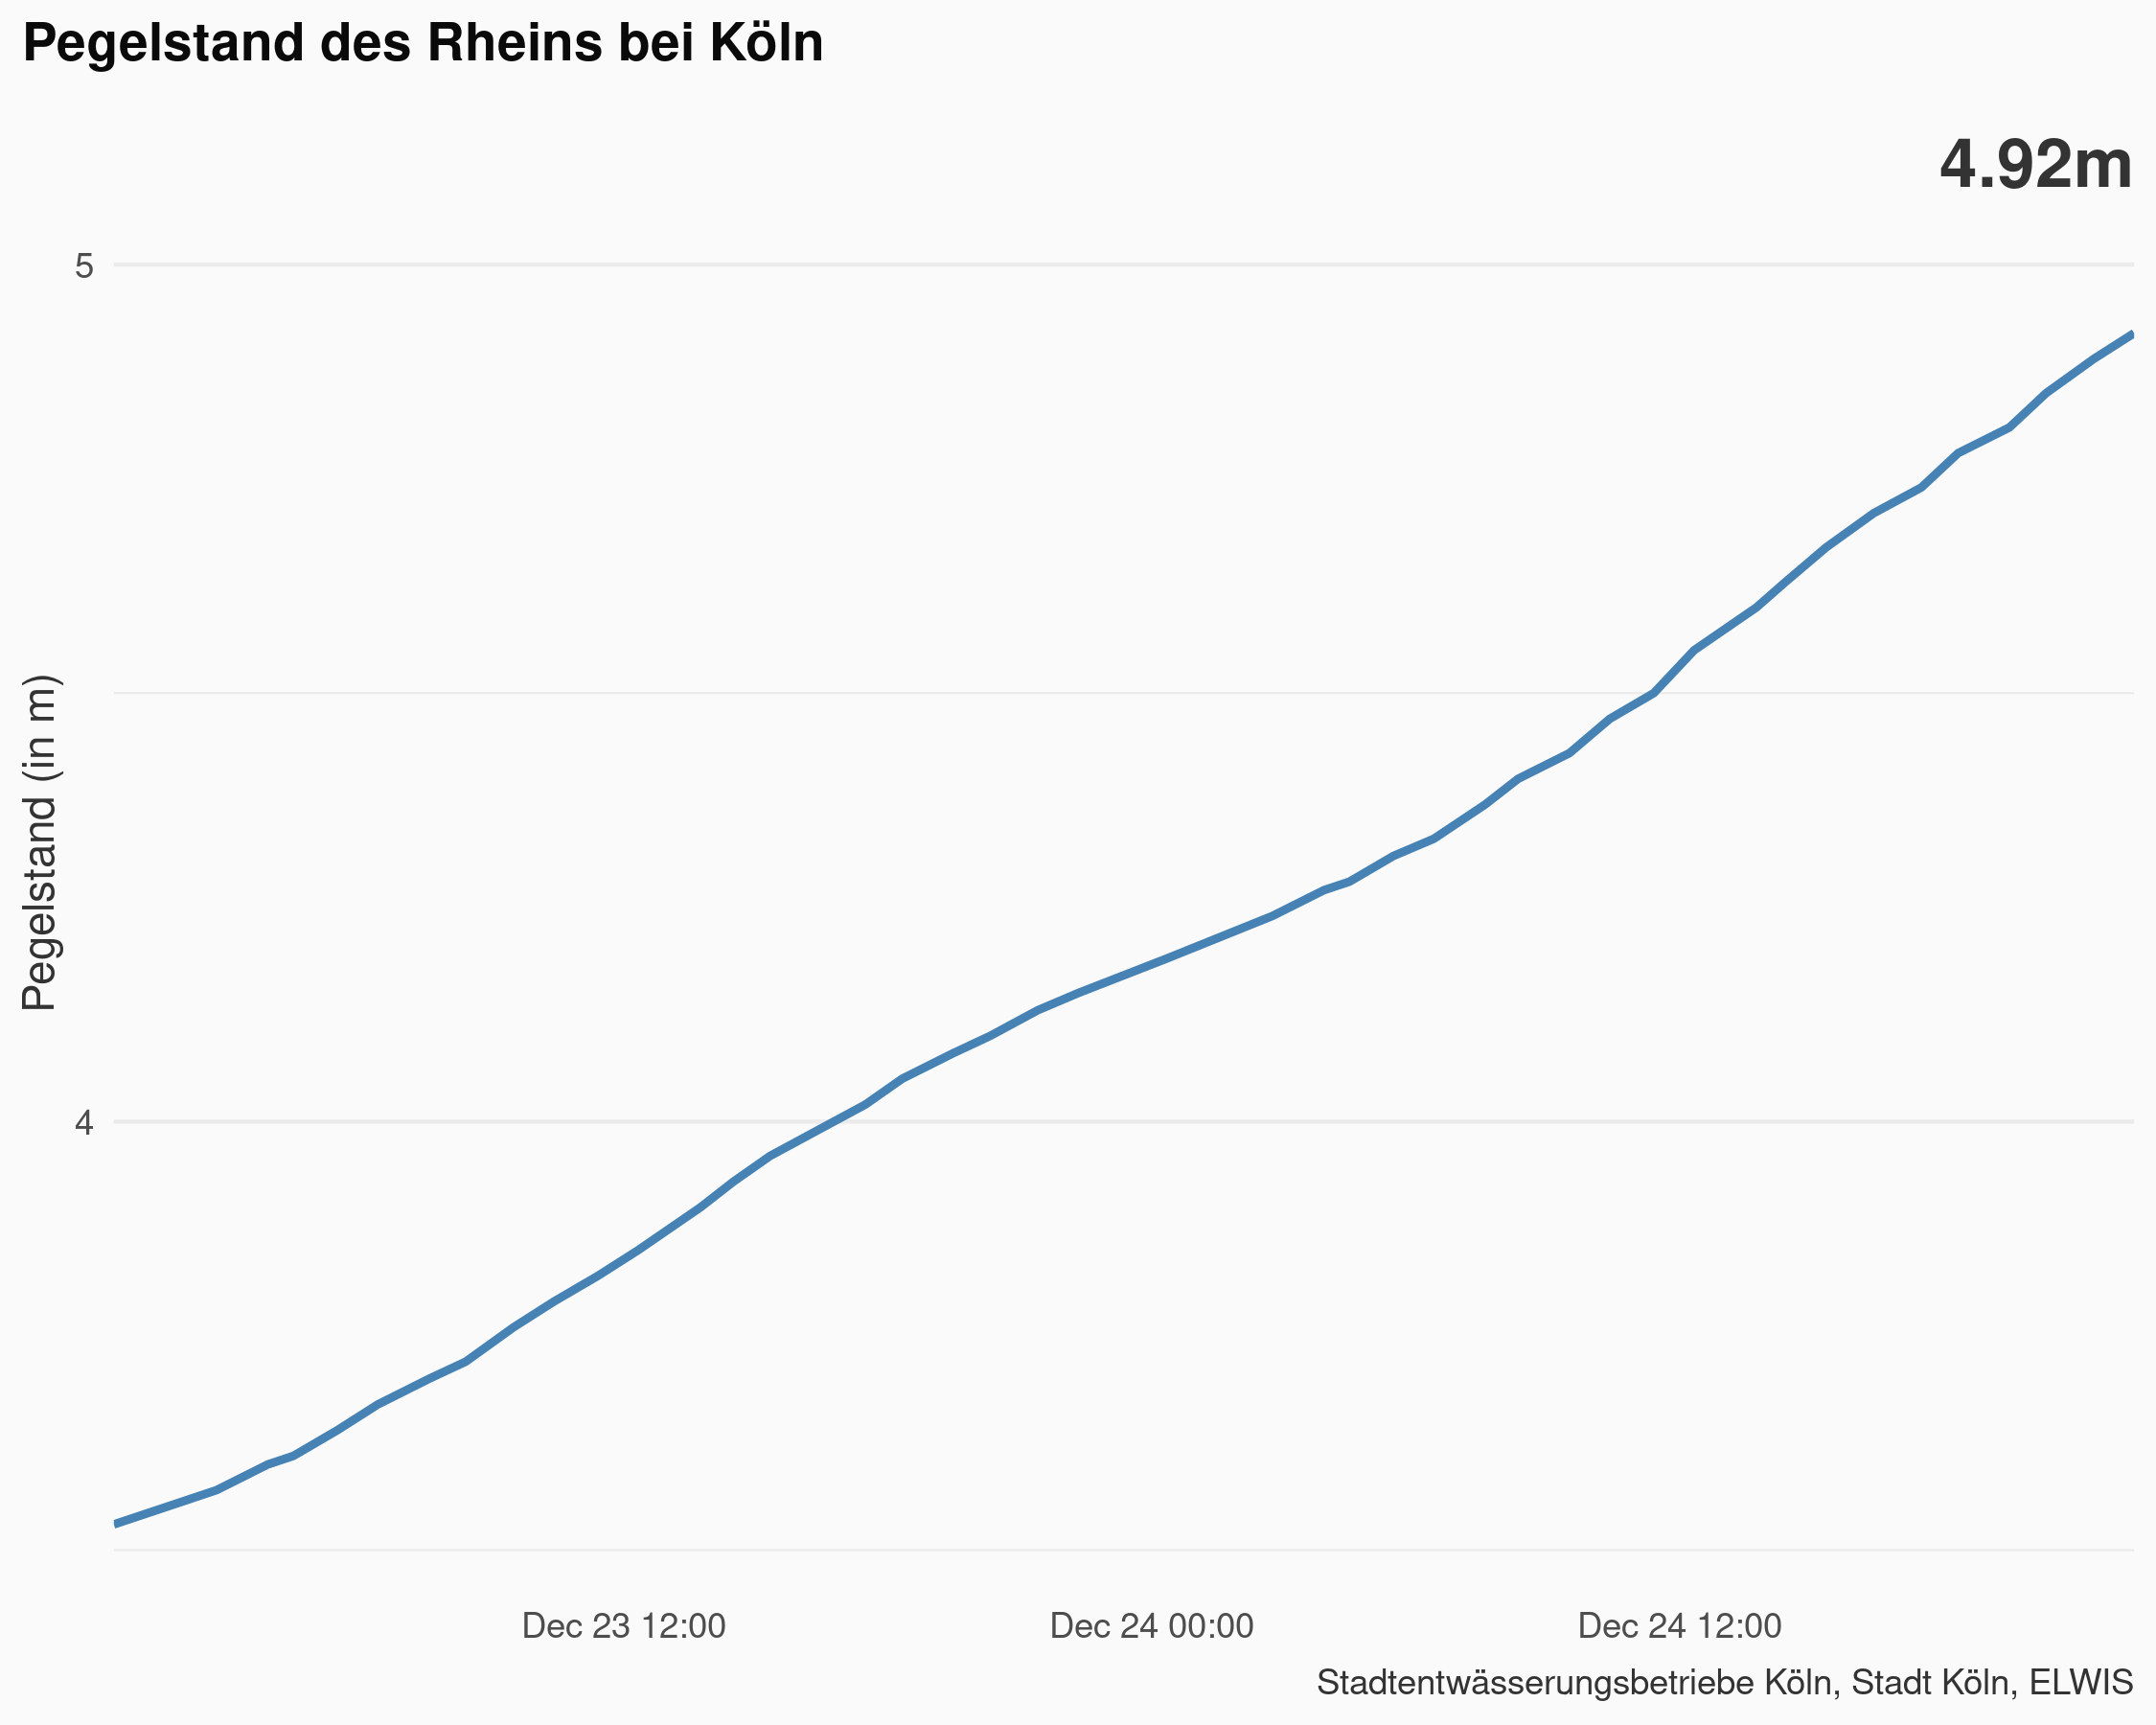 Pegelstand des Rheins bei Köln
4.92m
5
4
Pegelstand (in m)
Dec 23 12:00
Dec 24 00:00
Dec 24 12:00
Stadtentwässerungsbetriebe Köln, Stadt Köln, ELWIS